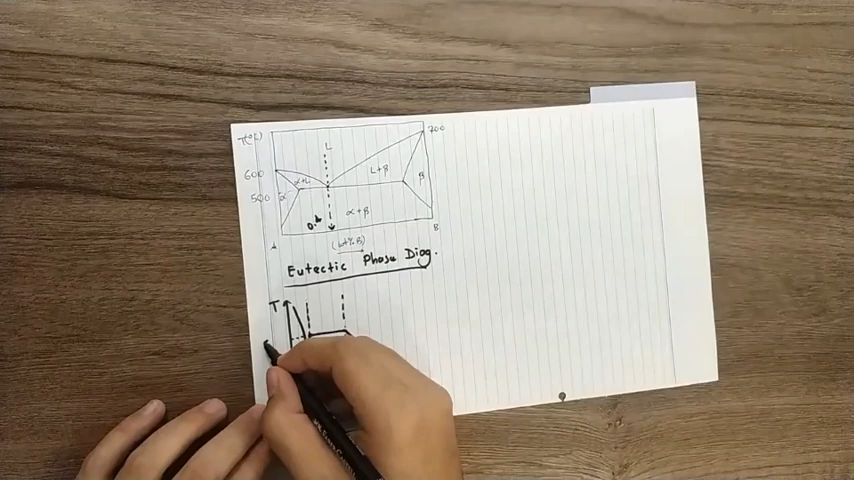 T(°C)
L
700
600
α+L
L+β
β
500
α
α+β
A
B
(wt%B)
Eutectic Phase Diag.
T